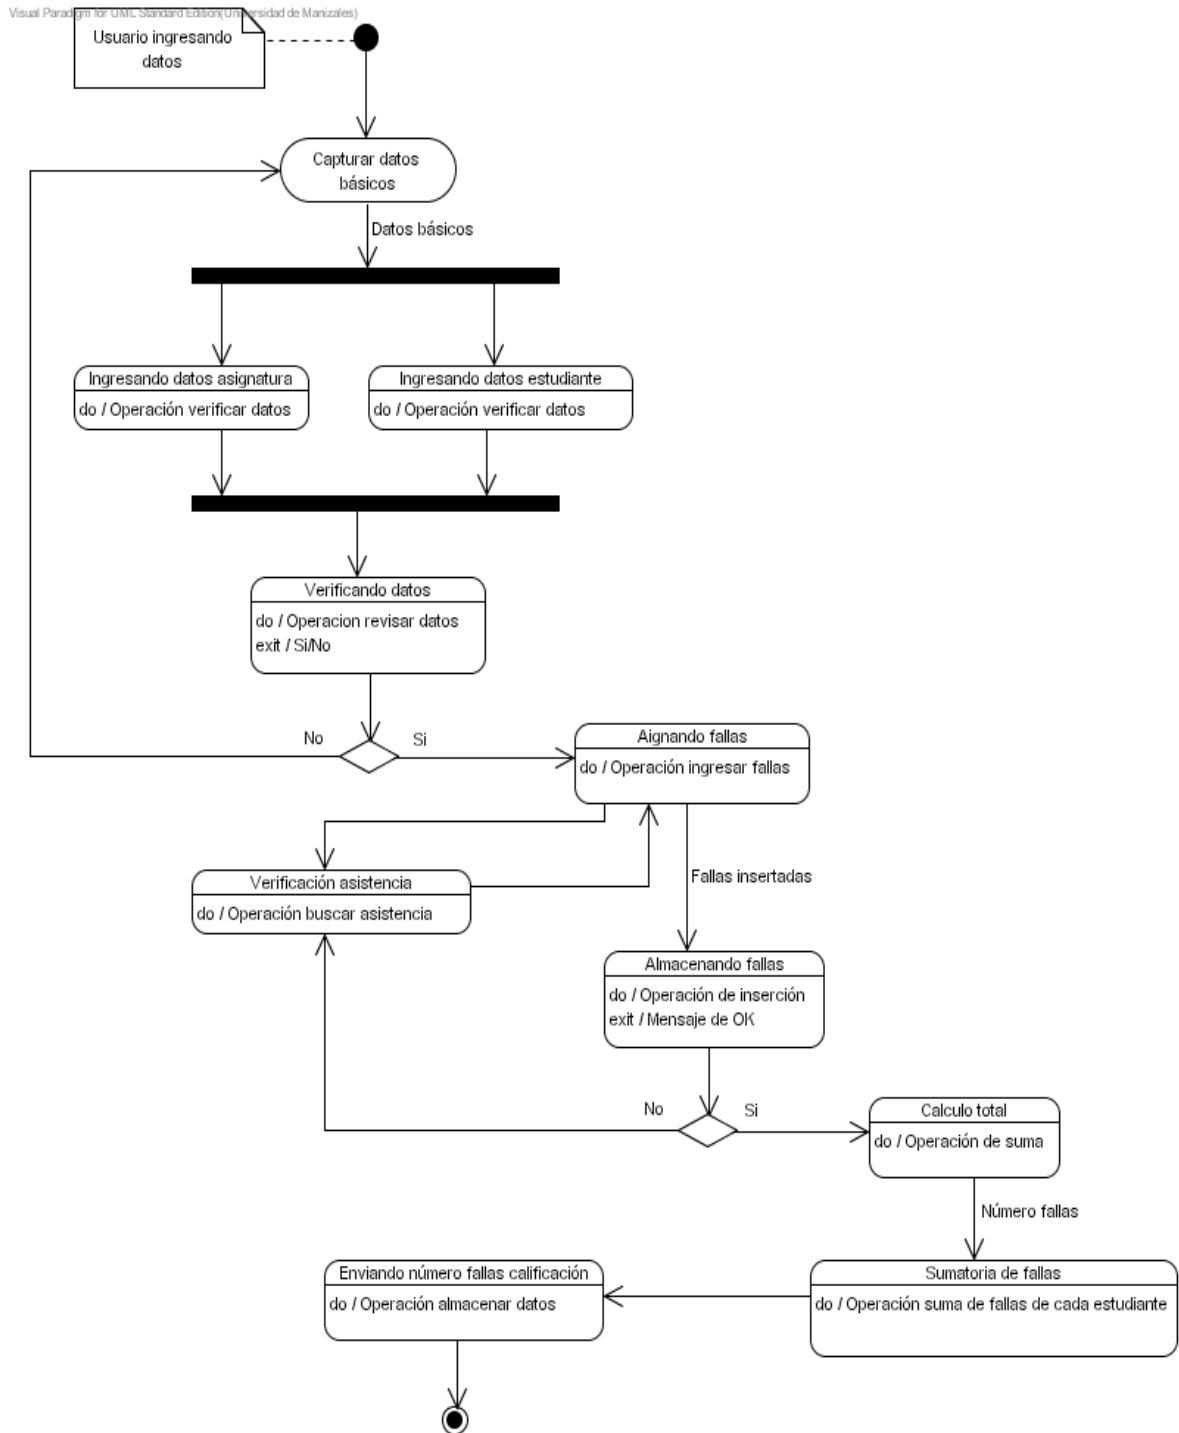 Visual Paradigm for UML Standard Edition(Universidad de Manizales)
Usuario ingresando
datos
Capturar datos
básicos
Datos básicos
Ingresando datos asignatura
do / Operación verificar datos
Ingresando datos estudiante
do / Operación verificar datos
Verificando datos
do / Operacion revisar datos
exit / Si/No
No
Si
Aignando fallas
do / Operación ingresar fallas
Verificación asistencia
do / Operación buscar asistencia
Fallas insertadas
Almacenando fallas
do / Operación de inserción
exit / Mensaje de OK
No
Si
Calculo total
do / Operación de suma
Número fallas
Enviando número fallas calificación
do / Operación almacenar datos
Sumatoria de fallas
do / Operación suma de fallas de cada estudiante